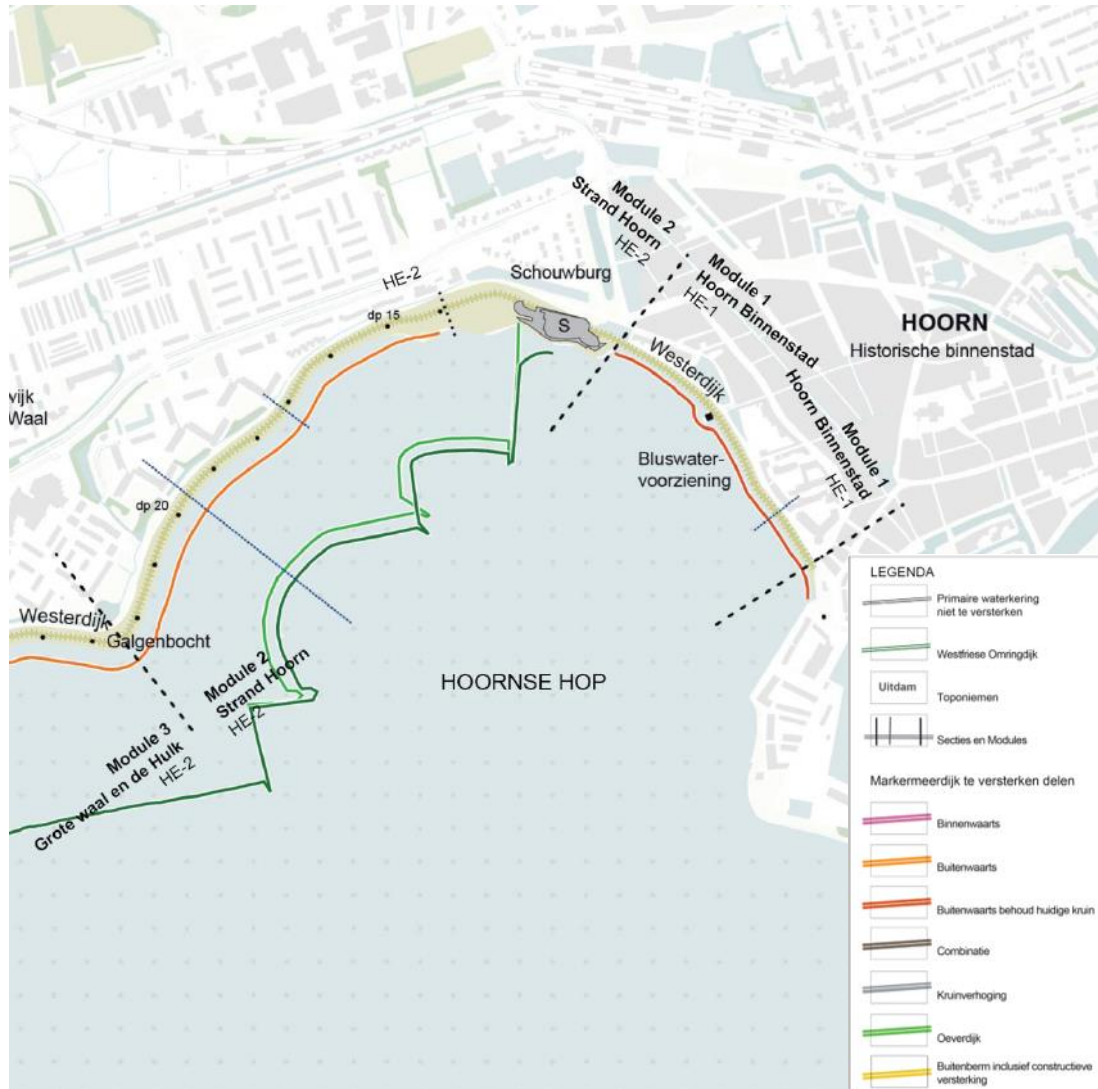 Module 2
Strand Hoorn
HE-2
Module 1
Hoorn Binnenstad
HE-1
HOORN
Historische binnenstad
Schouwburg
S
HE-2
dp 15
Westerdijk
Module 1
Hoorn Binnenstad
HE-1
vijk
Waal
Bluswater-
voorziening
dp 20
Westerdijk
Galgenbocht
Module 2
Strand Hoorn
HE-2
HOORNSE HOP
Module 3
Grote waal en de Hulk
HE-2
LEGENDA
Primaire waterkering
niet te versterken
Westfriese Omringdijk
Uitdam
Toponiemen
Secties en Modules
Markermeerdijk te versterken delen
Binnenwaarts
Buitenwaarts
Buitenwaarts behoud huidige kruin
Combinatie
Kruinverhoging
Oeverdijk
Buitenberm inclusief constructieve
versterking